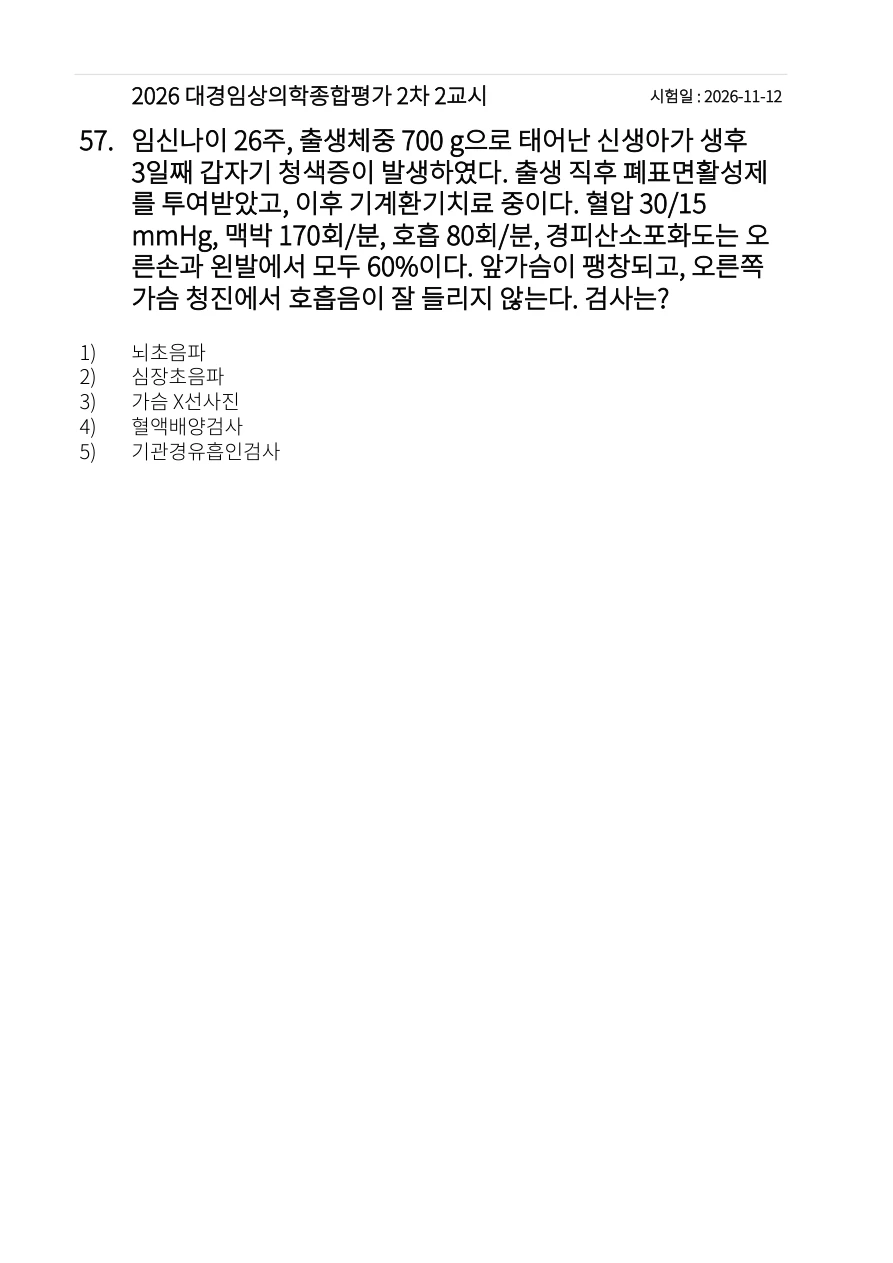 2026 대경임상의학종합평가 2차 2교시 시험일 : 2026-11-12
57. 임신나이 26주, 출생체중 700 g으로 태어난 신생아가 생후
3일째 갑자기 청색증이 발생하였다. 출생 직후 폐표면활성제
를 투여받았고, 이후 기계환기치료 중이다. 혈압 30/15
mmHg, 맥박 170회/분, 호흡 80회/분, 경피산소포화도는 오
른손과 왼발에서 모두 60%이다. 앞가슴이 팽창되고, 오른쪽
가슴 청진에서 호흡음이 잘 들리지 않는다. 검사는?
1) 뇌초음파
2) 심장초음파
3) 가슴 X선사진
4) 혈액배양검사
5) 기관경유흡인검사